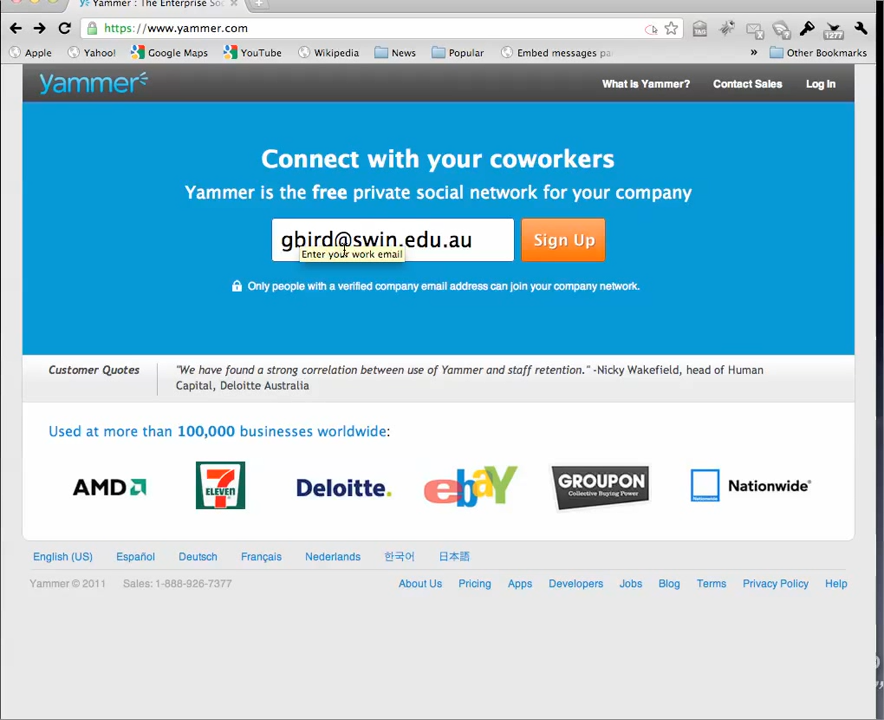 Yammer : The Enterprise So
https://www.yammer.com
1277
Apple Yahoo! Google Maps YouTube Wikipedia News Popular Embed messages » Other Bookmarks
yammer What is Yammer? Contact Sales Log In
Connect with your coworkers
Yammer is the free private social network for your company
gbird@swin.edu.au Sign Up
Enter your work email
Only people with a verified company email address can join your company network.
Customer Quotes "We have found a strong correlation between use of Yammer and staff retention." -Nicky Wakefield, head of Human
Capital, Deloitte Australia
Used at more than 100,000 businesses worldwide:
AMD 7 ELEVEN Deloitte. ebaY GROUPON Nationwide®
Collective Buying Power
English (US) Español Deutsch Français Nederlands 한국어 日本語
Yammer © 2011 Sales: 1-888-926-7377 About Us Pricing Apps Developers Jobs Blog Terms Privacy Policy Help